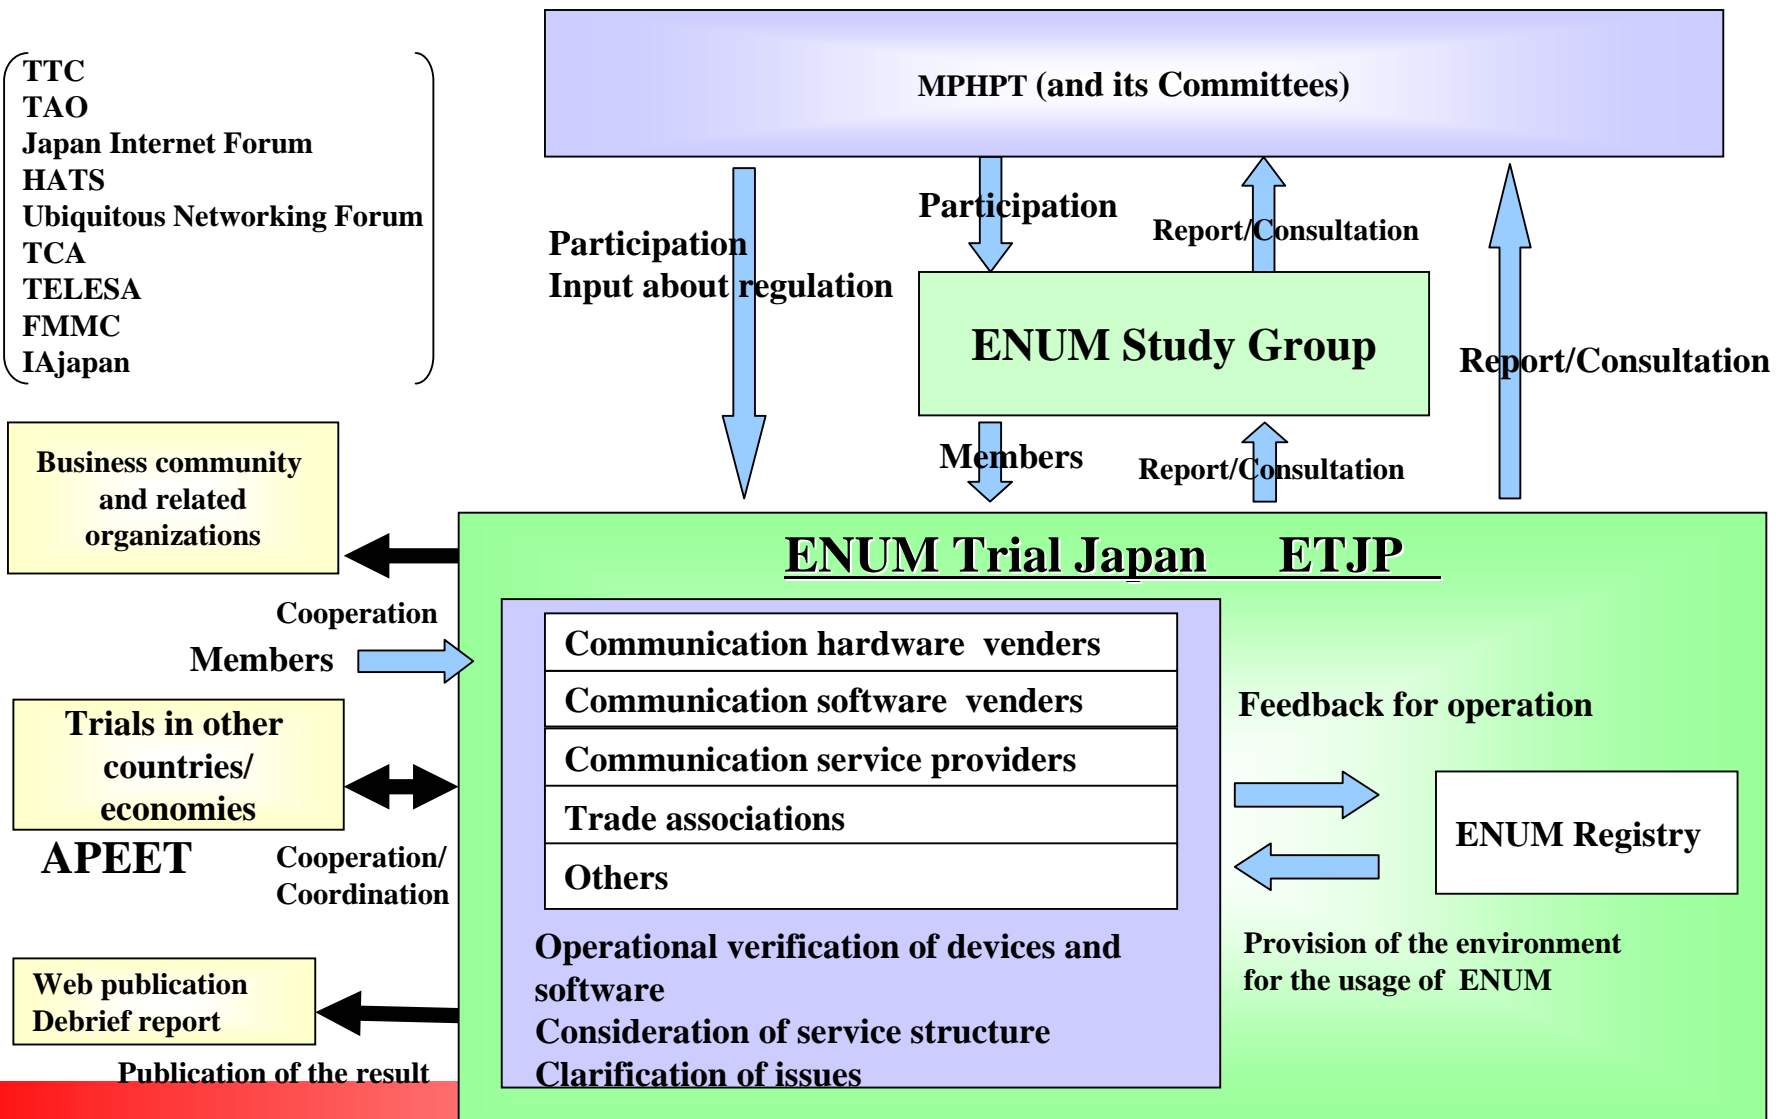 TTC
TAO
Japan Internet Forum
HATS
Ubiquitous Networking Forum
TCA
TELESA
FMMC
IAjapan
MPHPT (and its Committees)
Participation
Input about regulation
Participation
Report/Consultation
ENUM Study Group
Report/Consultation
Members
Report/Consultation
Business community
and related
organizations
Cooperation
Members
Trials in other
countries/
economies
APEET
Cooperation/
Coordination
Web publication
Debrief report
Publication of the result
ENUM Trial Japan ETJP
Communication hardware venders
Communication software venders
Communication service providers
Trade associations
Others
Operational verification of devices and
software
Consideration of service structure
Clarification of issues
Feedback for operation
ENUM Registry
Provision of the environment
for the usage of ENUM